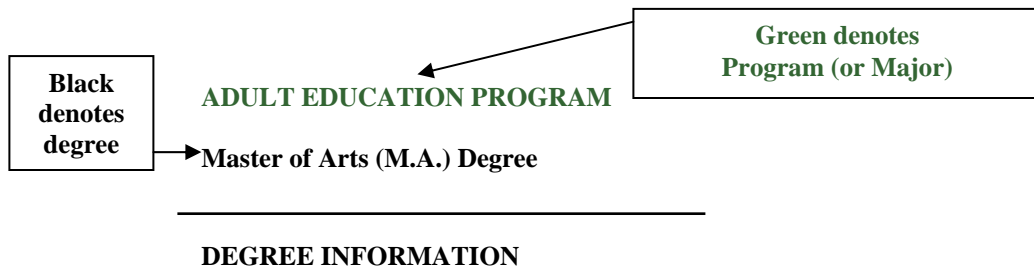 Green denotes
Program (or Major)
Black
denotes
degree
ADULT EDUCATION PROGRAM
Master of Arts (M.A.) Degree
DEGREE INFORMATION